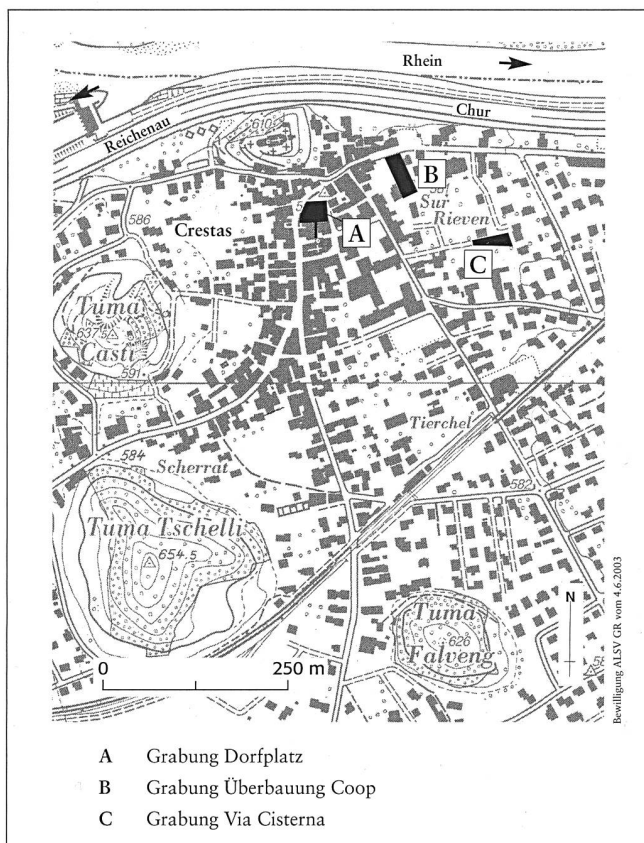 Rhein
Reichenau
Chur
610
B
Sur
Rieven
A
C
586
Crestas
Tuma
637.5
Casti
591
Tierchel
584
Scherrat
582
Tuma Tschelli
654.5
Tuma
626
Falveng
N
0 250 m
Bewilligung ALSV GR vom 4.6.2003
A Grabung Dorfplatz
B Grabung Überbauung Coop
C Grabung Via Cisterna